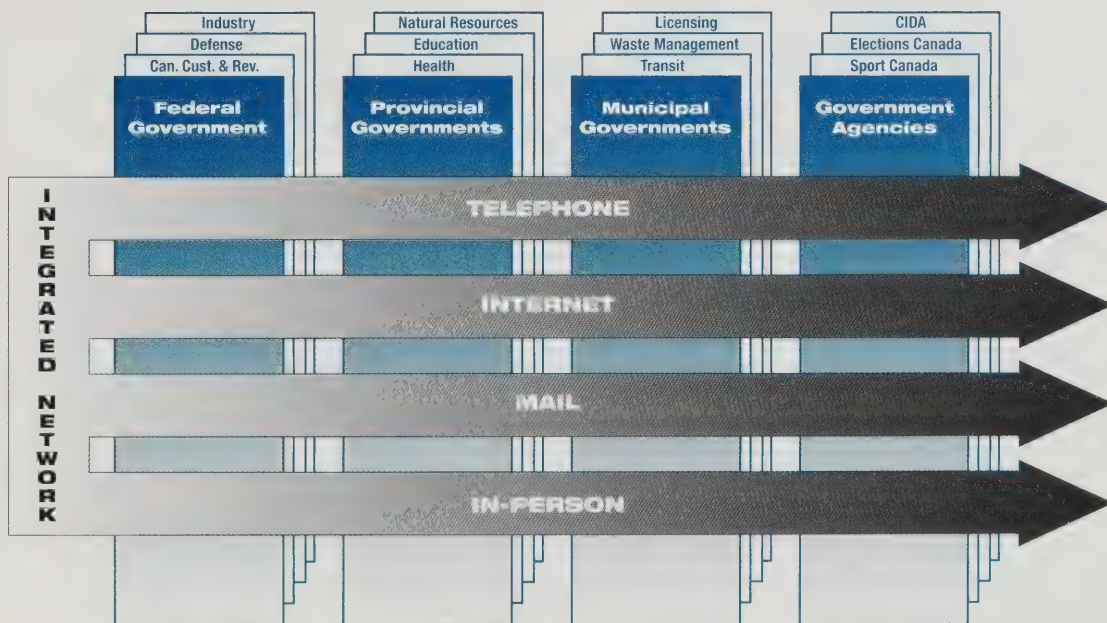 Industry
Defense
Can. Cust. & Rev.
Federal
Government
Natural Resources
Education
Health
Provincial
Governments
Licensing
Waste Management
Transit
Municipal
Governments
CIDA
Elections Canada
Sport Canada
Government
Agencies
INTEGRATED NETWORK
TELEPHONE
INTERNET
MAIL
IN-PERSON